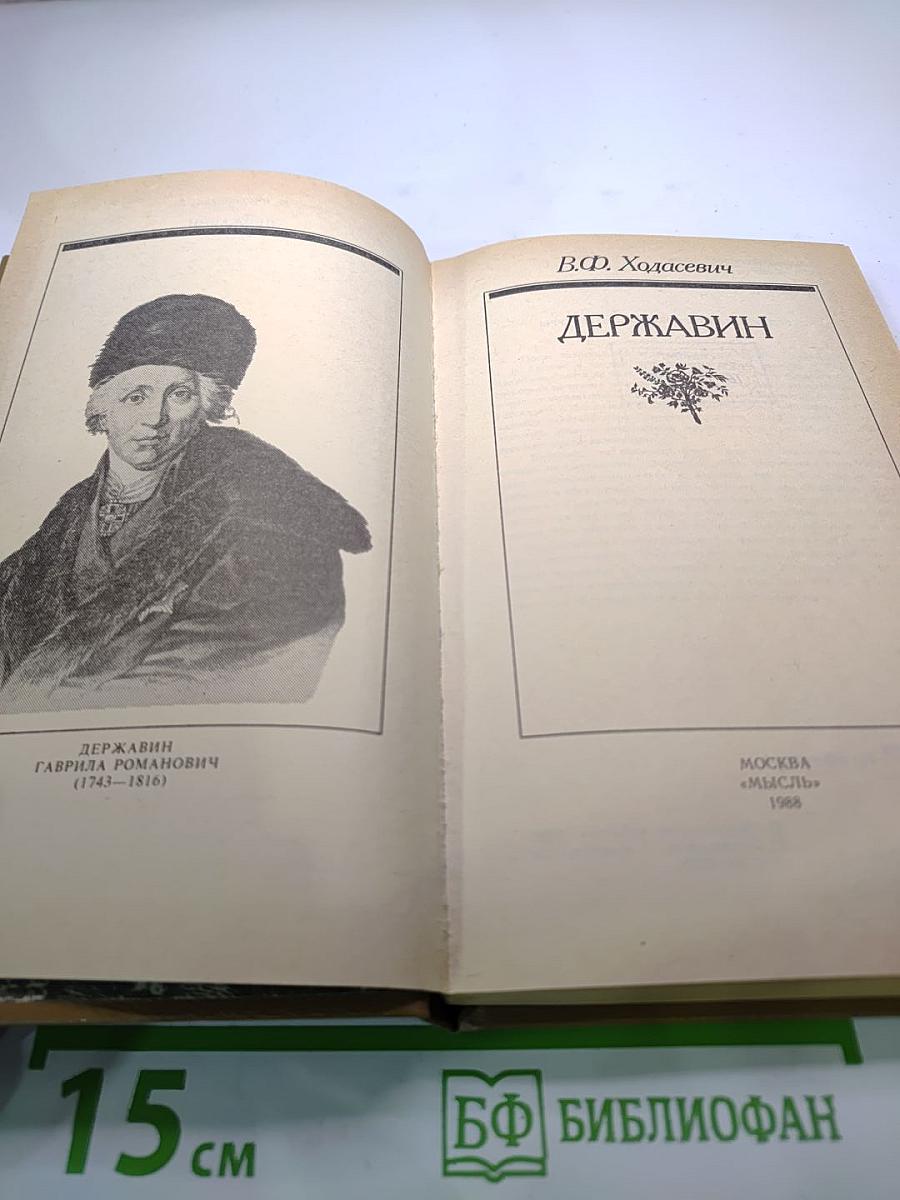 ДЕРЖАВИН
ГАВРИЛА РОМАНОВИЧ
(1743—1816)
В.Ф. Ходасевич
ДЕРЖАВИН
МОСКВА
«МЫСЛЬ»
1988
15 см
БФ БИБЛИОФАН